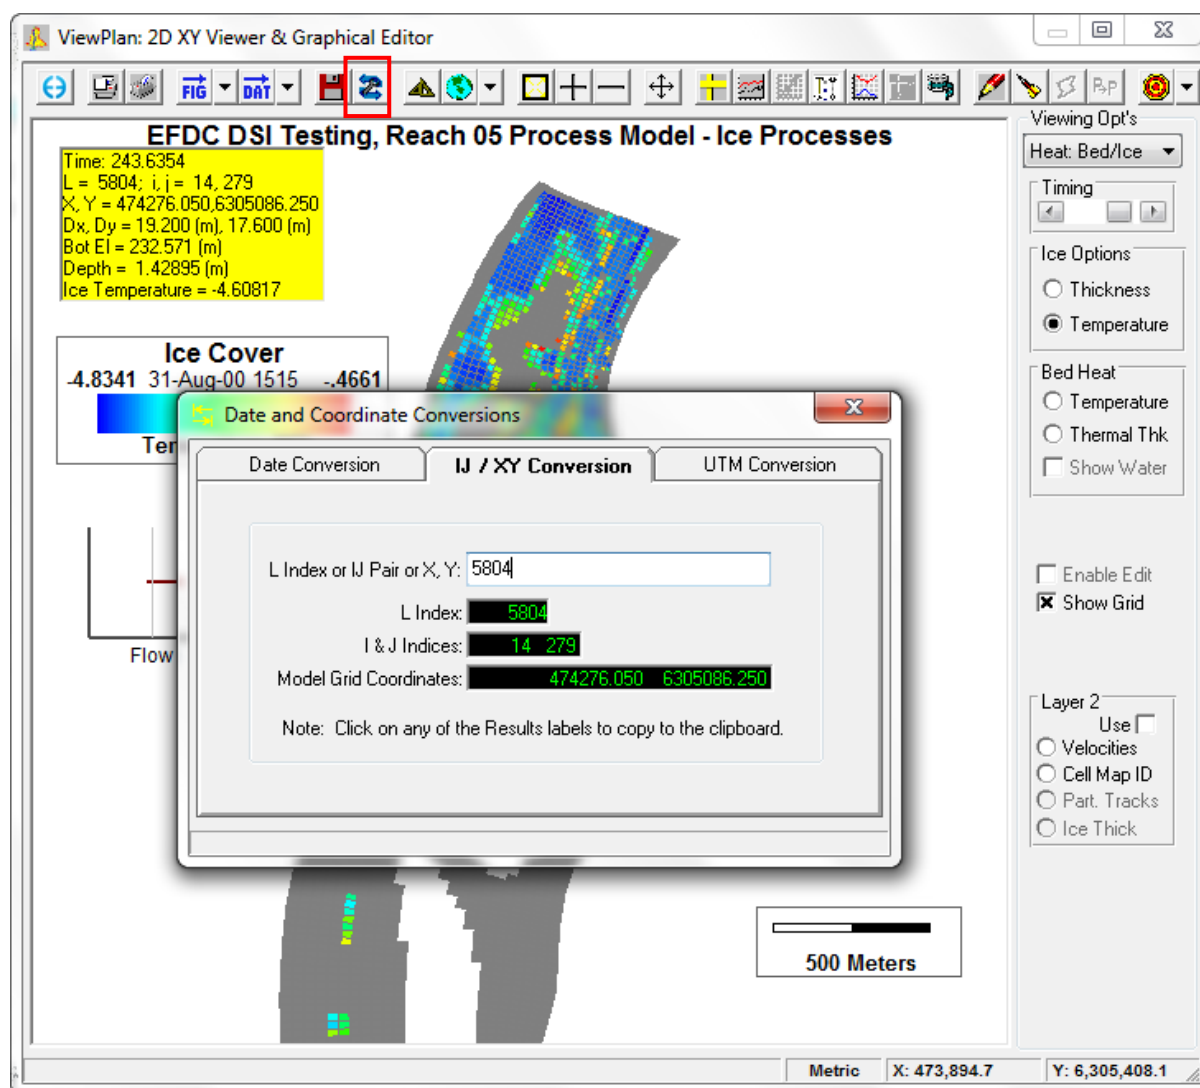 ViewPlan: 2D XY Viewer & Graphical Editor
FIG
DAT
P>P
EFDC DSI Testing, Reach 05 Process Model - Ice Processes
Time: 243.6354
L = 5804; i, j = 14, 279
X, Y = 474276.050,6305086.250
Dx, Dy = 19.200 (m), 17.600 (m)
Bot El = 232.571 (m)
Depth = 1.42895 (m)
Ice Temperature = -4.60817
Ice Cover
-4.8341 31-Aug-00 1515 -.4661
Ter
Flow
Date and Coordinate Conversions
Date Conversion
IJ / XY Conversion
UTM Conversion
L Index or IJ Pair or X, Y: 5804
L Index: 5804
I & J Indices: 14 279
Model Grid Coordinates: 474276.050 6305086.250
Note: Click on any of the Results labels to copy to the clipboard.
500 Meters
Viewing Opt's
Heat: Bed/Ice
Timing
Ice Options
Thickness
Temperature
Bed Heat
Temperature
Thermal Thk
Show Water
Enable Edit
Show Grid
Layer 2
Use
Velocities
Cell Map ID
Part. Tracks
Ice Thick
Metric
X: 473,894.7
Y: 6,305,408.1